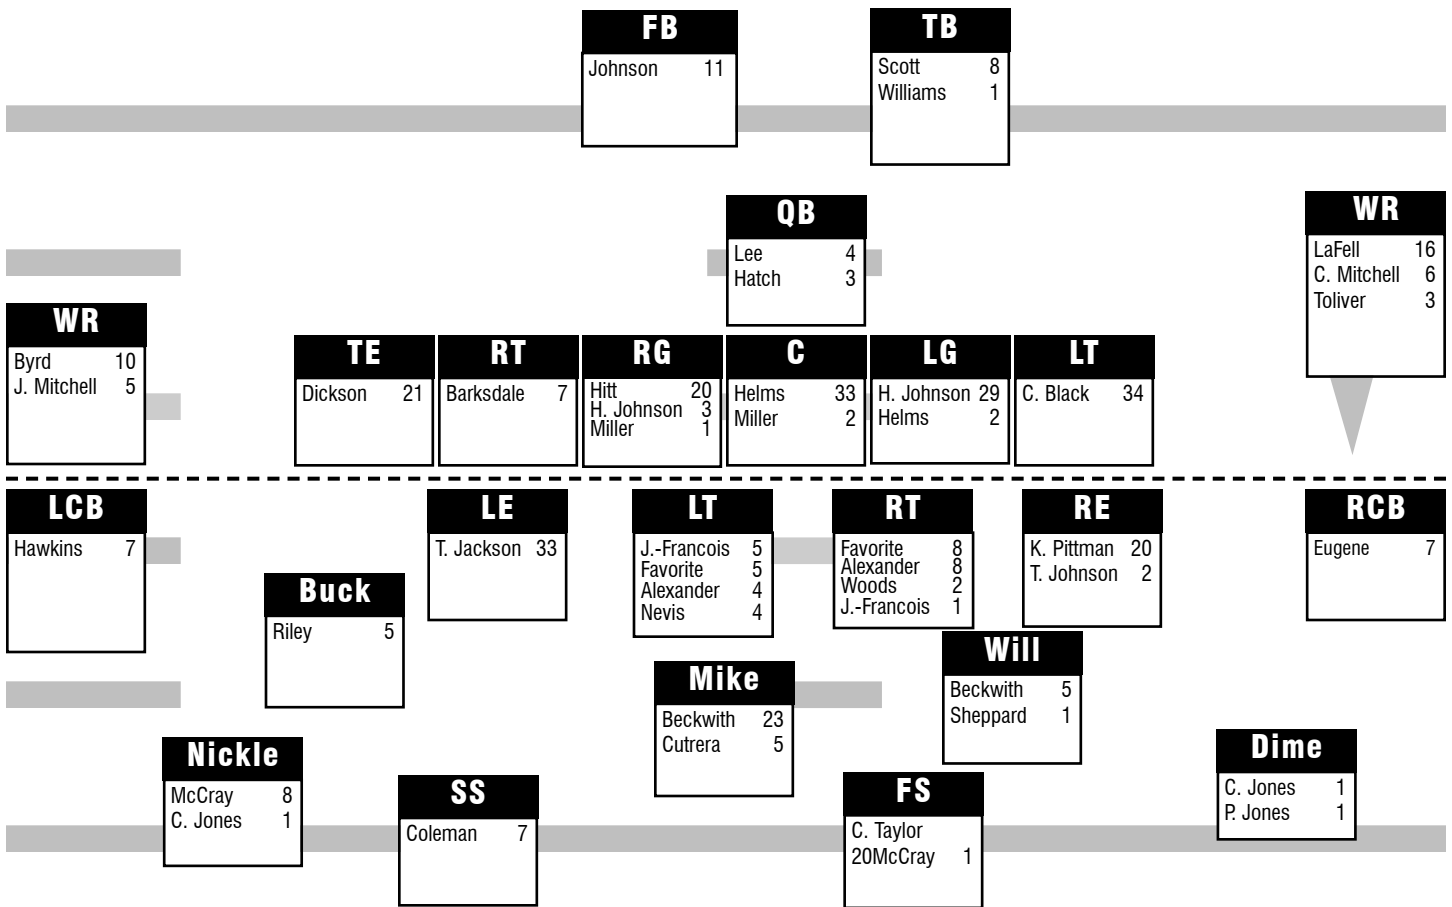 FB
Johnson 11
TB
Scott 8
Williams 1
QB
Lee 4
Hatch 3
WR
LaFell 16
C. Mitchell 6
Toliver 3
WR
Byrd 10
J. Mitchell 5
TE
Dickson 21
RT
Barksdale 7
RG
Hitt 20
H. Johnson 3
Miller 1
C
Helms 33
Miller 2
LG
H. Johnson 29
Helms 2
LT
C. Black 34
LCB
Hawkins 7
LE
T. Jackson 33
LT
J.-Francois 5
Favorite 5
Alexander 4
Nevis 4
RT
Favorite 8
Alexander 8
Woods 2
J.-Francois 1
RE
K. Pittman 20
T. Johnson 2
RCB
Eugene 7
Buck
Riley 5
Mike
Beckwith 23
Cutrera 5
Will
Beckwith 5
Sheppard 1
Nickle
McCray 8
C. Jones 1
SS
Coleman 7
FS
C. Taylor
20McCray 1
Dime
C. Jones 1
P. Jones 1